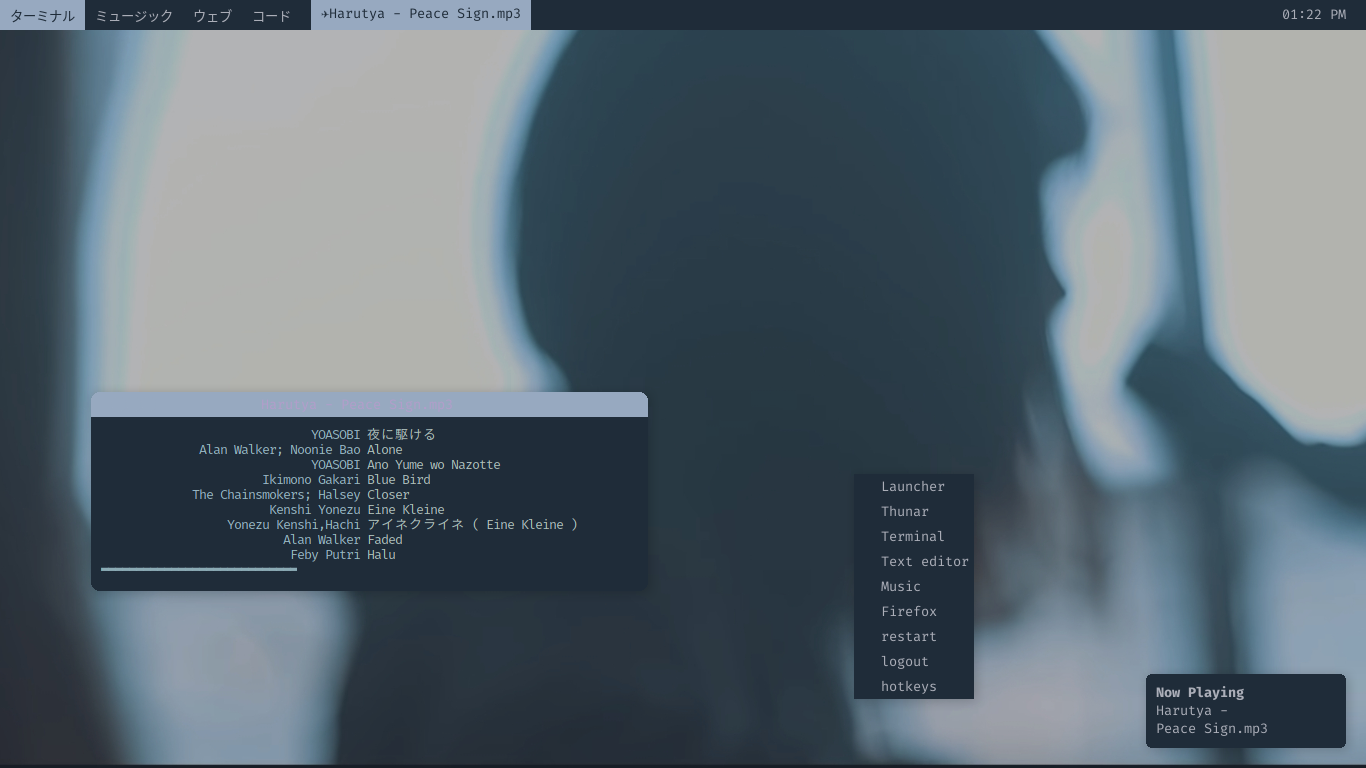 ターミナル ミュージック ウェブ コード ✈Harutya - Peace Sign.mp3 01:22 PM
YOASOBI 夜に駆ける
Alan Walker; Noonie Bao Alone
YOASOBI Ano Yume wo Nazotte
Ikimono Gakari Blue Bird
The Chainsmokers; Halsey Closer
Kenshi Yonezu Eine Kleine
Yonezu Kenshi,Hachi アイネクライネ ( Eine Kleine )
Alan Walker Faded
Feby Putri Halu
Launcher
Thunar
Terminal
Text editor
Music
Firefox
restart
logout
hotkeys
Now Playing
Harutya -
Peace Sign.mp3